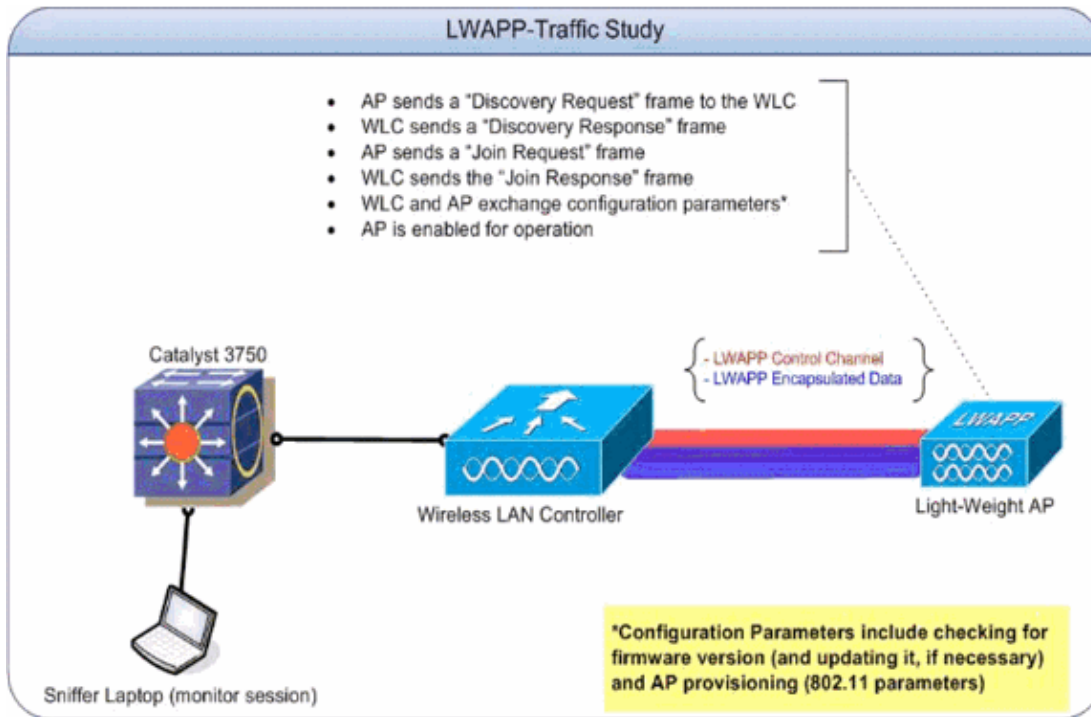 LWAPP-Traffic Study
• AP sends a “Discovery Request” frame to the WLC
• WLC sends a “Discovery Response” frame
• AP sends a “Join Request” frame
• WLC sends the “Join Response” frame
• WLC and AP exchange configuration parameters*
• AP is enabled for operation
Catalyst 3750
- LWAPP Control Channel
- LWAPP Encapsulated Data
LWAPP
Wireless LAN Controller
Light-Weight AP
*Configuration Parameters include checking for
firmware version (and updating it, if necessary)
and AP provisioning (802.11 parameters)
Sniffer Laptop (monitor session)